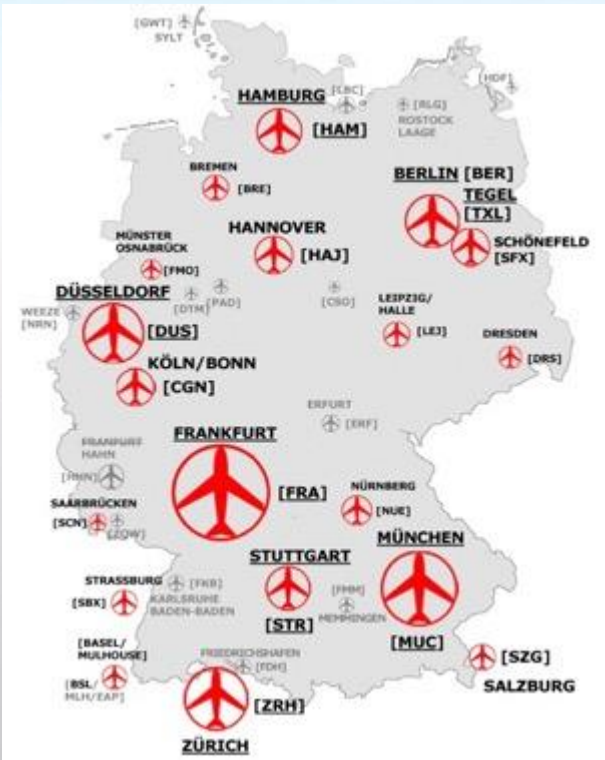 [GWT]
SYLT
HAMBURG
[HAM]
[LBC]
[RLG]
ROSTOCK
LAAGE
[HDF]
BREMEN
[BRE]
BERLIN [BER]
TEGEL
[TXL]
SCHÖNEFELD
[SFX]
HANNOVER
[HAJ]
MÜNSTER
OSNABRÜCK
[FMO]
DÜSSELDORF
[DUS]
WEEZE
[NRN]
[DTM]
[PAD]
[CSO]
LEIPZIG/
HALLE
[LEJ]
DRESDEN
[DRS]
KÖLN/BONN
[CGN]
ERFURT
[ERF]
FRANKFURT
[FRA]
FRANFURT
HAHN
[HHN]
SAARBRÜCKEN
[SCN]
[ZQW]
NÜRNBERG
[NUE]
MÜNCHEN
[MUC]
STUTTGART
[STR]
STRASSBURG
[SBX]
[FKB]
KARLSRUHE
BADEN-BADEN
[FMM]
MEMMINGEN
[BASEL/
MULHOUSE]
[BSL/
MLH/EAP]
FRIEDRICHSHAFEN
[FDH]
[SZG]
SALZBURG
[ZRH]
ZÜRICH